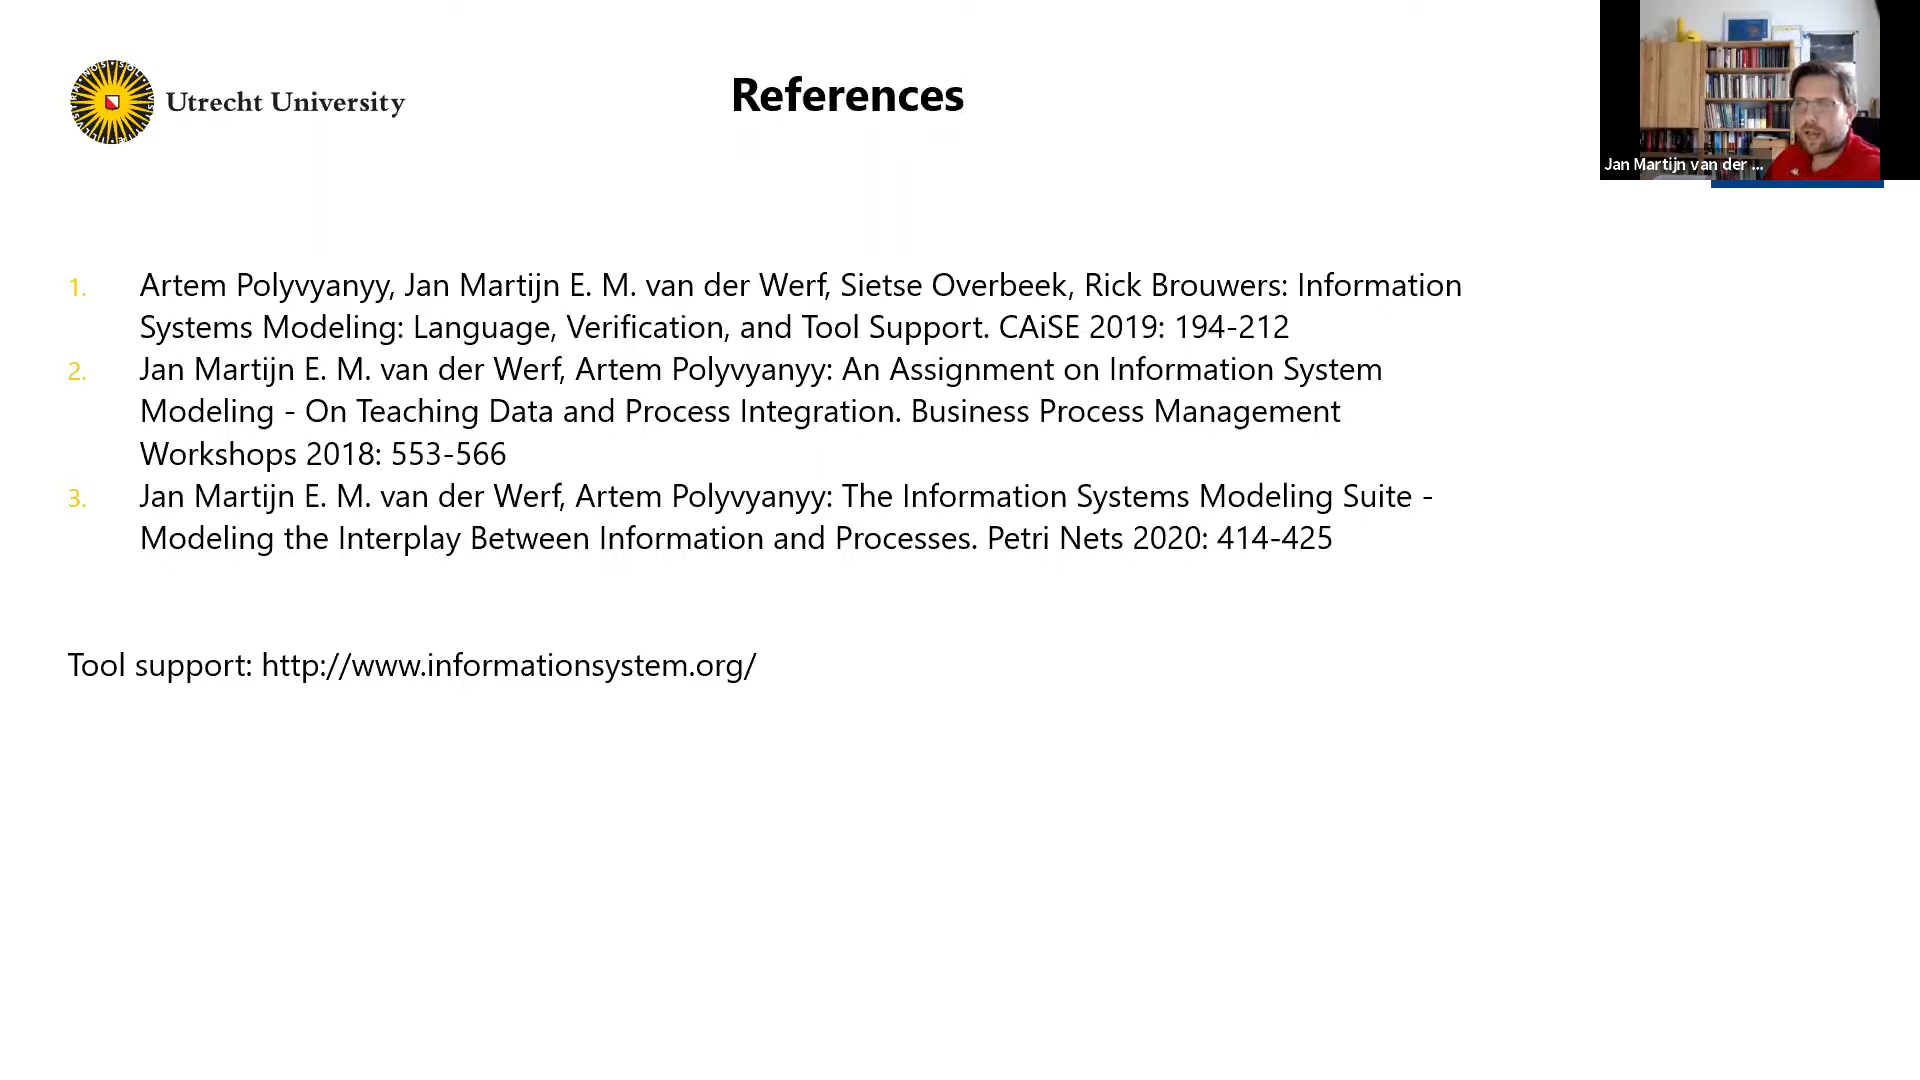 Utrecht University
References
Jan Martijn van der ...
1. Artem Polyvyanyy, Jan Martijn E. M. van der Werf, Sietse Overbeek, Rick Brouwers: Information
Systems Modeling: Language, Verification, and Tool Support. CAiSE 2019: 194-212
2. Jan Martijn E. M. van der Werf, Artem Polyvyanyy: An Assignment on Information System
Modeling - On Teaching Data and Process Integration. Business Process Management
Workshops 2018: 553-566
3. Jan Martijn E. M. van der Werf, Artem Polyvyanyy: The Information Systems Modeling Suite -
Modeling the Interplay Between Information and Processes. Petri Nets 2020: 414-425
Tool support: http://www.informationsystem.org/